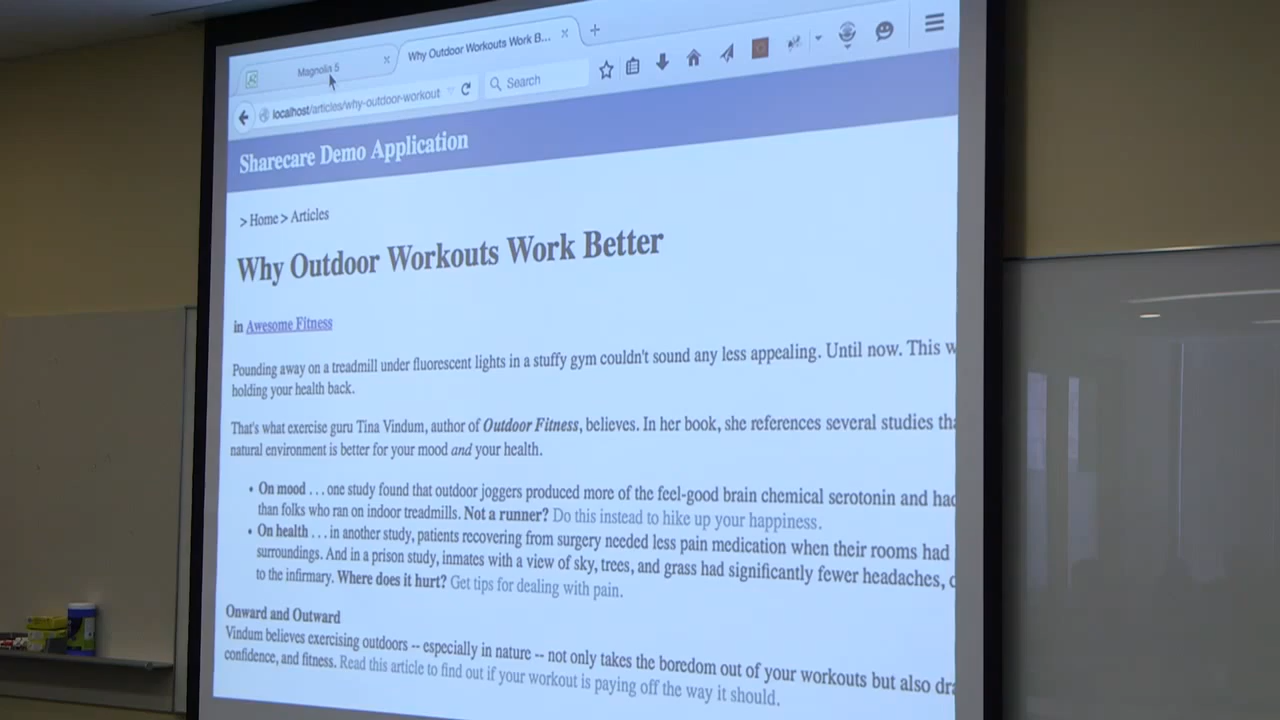 Magnolia 5
Why Outdoor Workouts Work B...
localhost/articles/why-outdoor-workout
Search
Sharecare Demo Application
> Home > Articles
Why Outdoor Workouts Work Better
in Awesome Fitness
Pounding away on a treadmill under fluorescent lights in a stuffy gym couldn't sound any less appealing. Until now. This w
holding your health back.
That's what exercise guru Tina Vindum, author of Outdoor Fitness, believes. In her book, she references several studies tha
natural environment is better for your mood and your health.
• On mood . . . one study found that outdoor joggers produced more of the feel-good brain chemical serotonin and had
than folks who ran on indoor treadmills. Not a runner? Do this instead to hike up your happiness.
• On health . . . in another study, patients recovering from surgery needed less pain medication when their rooms had
surroundings. And in a prison study, inmates with a view of sky, trees, and grass had significantly fewer headaches,
to the infirmary. Where does it hurt? Get tips for dealing with pain.
Onward and Outward
Vindum believes exercising outdoors -- especially in nature -- not only takes the boredom out of your workouts but also dra
confidence, and fitness. Read this article to find out if your workout is paying off the way it should.